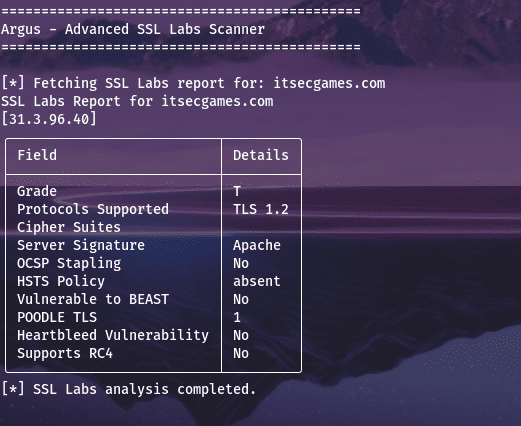 =============================================
Argus - Advanced SSL Labs Scanner
=============================================
[*] Fetching SSL Labs report for: itsecgames.com
SSL Labs Report for itsecgames.com
[31.3.96.40]
Field Details
Grade T
Protocols Supported TLS 1.2
Cipher Suites
Server Signature Apache
OCSP Stapling No
HSTS Policy absent
Vulnerable to BEAST No
POODLE TLS 1
Heartbleed Vulnerability No
Supports RC4 No
[*] SSL Labs analysis completed.